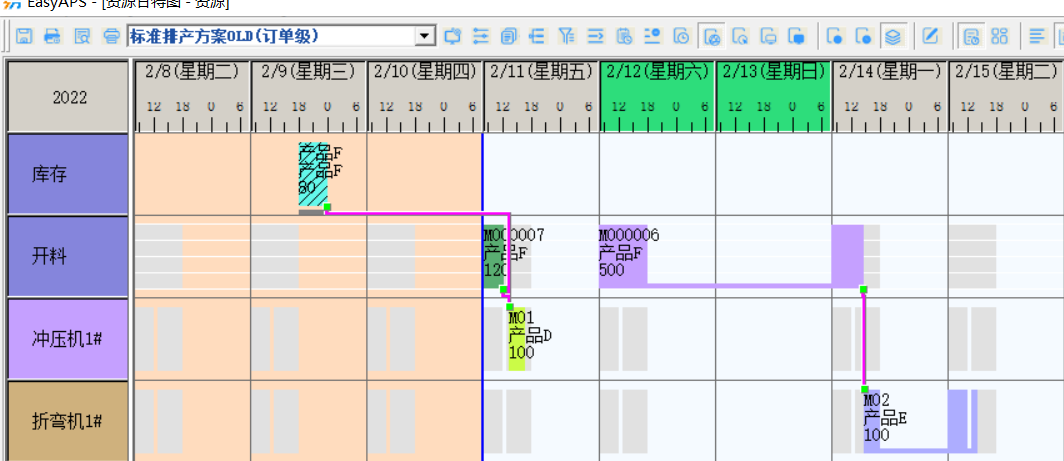 EasyAPS - [资源甘特图 - 资源]
标准排产方案OLD(订单级)
2022
2/8(星期二) 2/9(星期三) 2/10(星期四) 2/11(星期五) 2/12(星期六) 2/13(星期日) 2/14(星期一) 2/15(星期二)
12 18 0 6 12 18 0 6 12 18 0 6 12 18 0 6 12 18 0 6 12 18 0 6 12 18 0 6 12 18 0 6
库存
产品F
产品F
80
开料
M000007
产品F
120
M000006
产品F
500
冲压机1#
M01
产品D
100
折弯机1#
M02
产品E
100